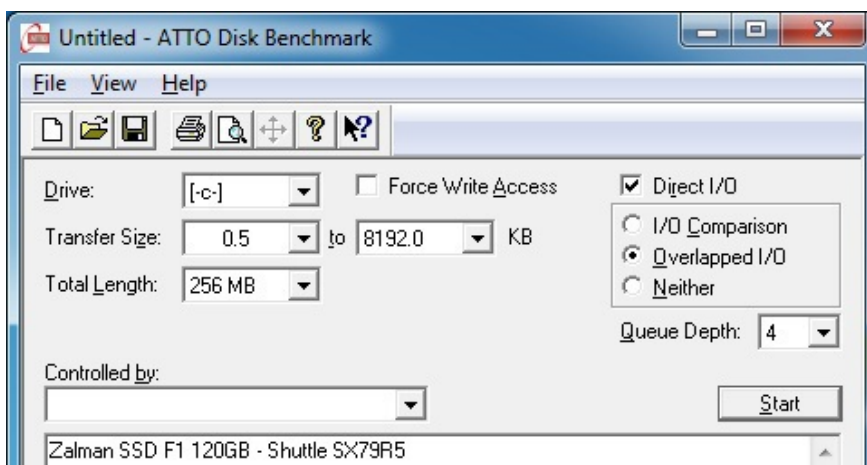 Untitled - ATTO Disk Benchmark
File View Help
Drive: [-c-] Force Write Access Direct I/O
Transfer Size: 0.5 to 8192.0 KB I/O Comparison
Overlapped I/O
Total Length: 256 MB Neither
Queue Depth: 4
Controlled by:
Start
Zalman SSD F1 120GB - Shuttle SX79R5